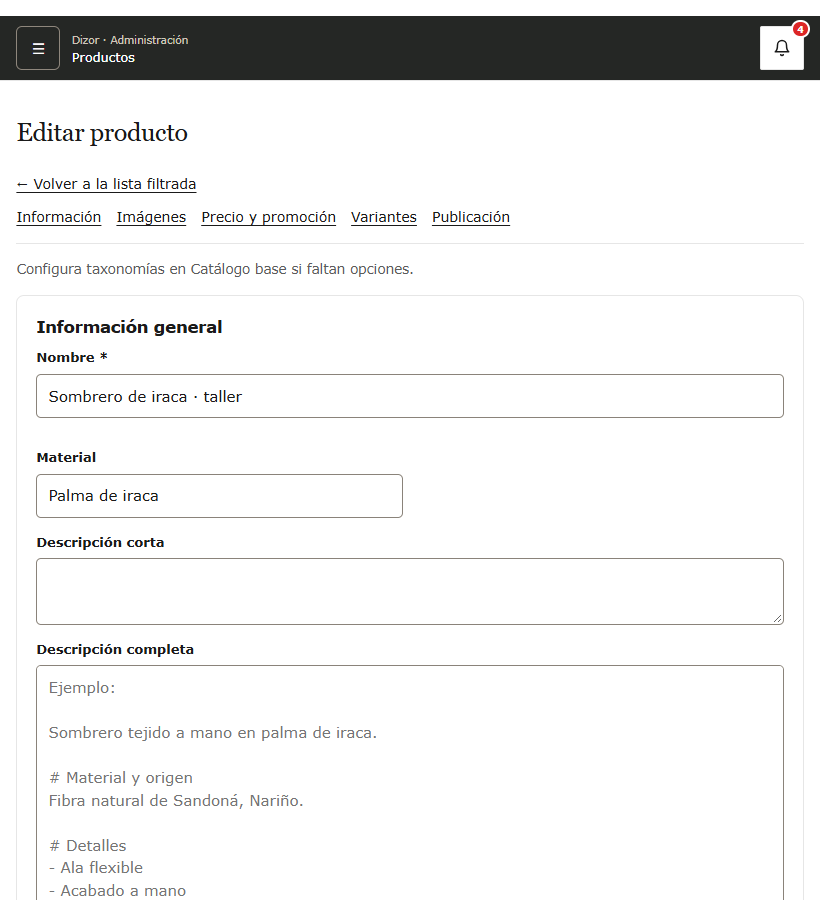 ☰
Dizor · Administración
Productos
4
Editar producto
← Volver a la lista filtrada
Información Imágenes Precio y promoción Variantes Publicación
Configura taxonomías en Catálogo base si faltan opciones.
Información general
Nombre *
Sombrero de iraca · taller
Material
Palma de iraca
Descripción corta
Descripción completa
Ejemplo:
Sombrero tejido a mano en palma de iraca.
# Material y origen
Fibra natural de Sandoná, Nariño.
# Detalles
- Ala flexible
- Acabado a mano